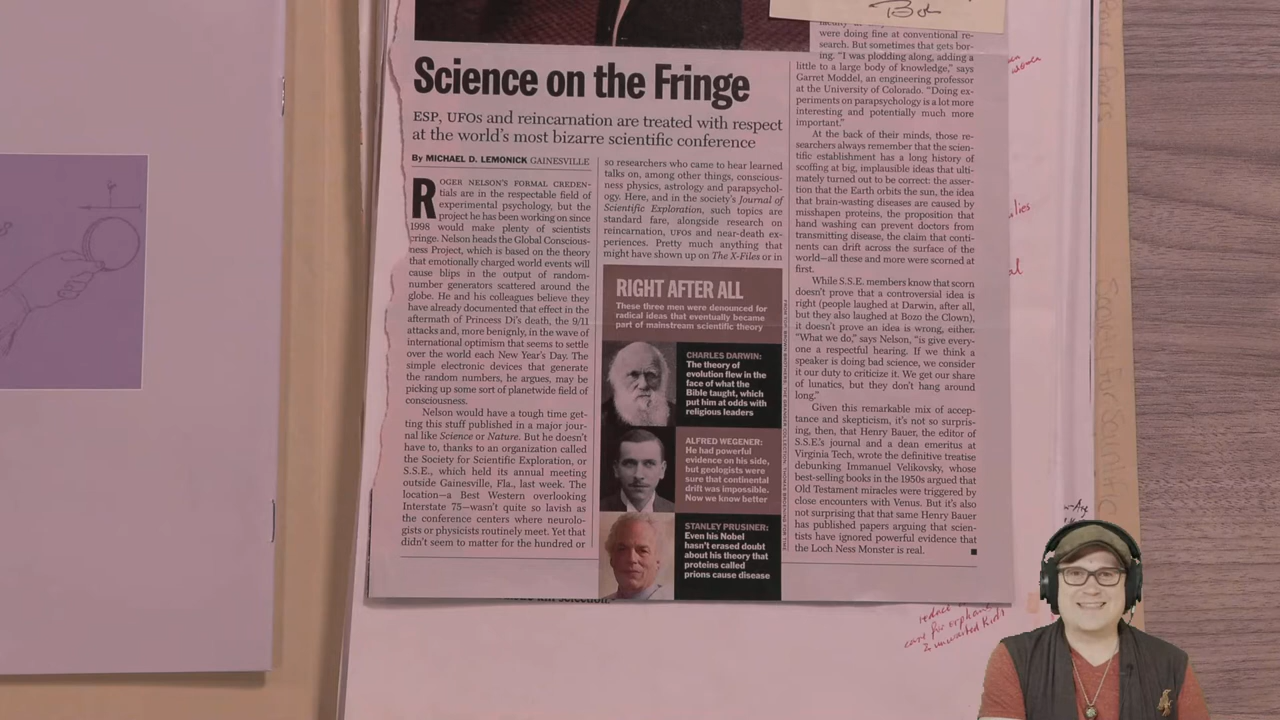 Bob
Science on the Fringe
ESP, UFOs and reincarnation are treated with respect
at the world's most bizarre scientific conference
By MICHAEL D. LEMONICK GAINESVILLE
ROGER NELSON'S FORMAL CREDEN-
tials are in the respectable field of
experimental psychology, but the
project he has been working on since
1998 would make plenty of scientists
cringe. Nelson heads the Global Conscious-
ness Project, which is based on the theory
that emotionally charged world events will
cause blips in the output of random-
number generators scattered around the
globe. He and his colleagues believe they
have already documented that effect in the
aftermath of Princess Di's death, the 9/11
attacks and, more benignly, in the wave of
international optimism that seems to settle
over the world each New Year's Day. The
simple electronic devices that generate
the random numbers, he argues, may be
picking up some sort of planetwide field of
consciousness.
Nelson would have a tough time get-
ting this stuff published in a major jour-
nal like Science or Nature. But he doesn't
have to, thanks to an organization called
the Society for Scientific Exploration, or
S.S.E., which held its annual meeting
outside Gainesville, Fla., last week. The
location—a Best Western overlooking
Interstate 75—wasn't quite so lavish as
the conference centers where neurolo-
gists or physicists routinely meet. Yet that
didn't seem to matter for the hundred or
so researchers who came to hear learned
talks on, among other things, conscious-
ness physics, astrology and parapsychol-
ogy. Here, and in the society's Journal of
Scientific Exploration, such topics are
standard fare, alongside research on
reincarnation, UFOs and near-death ex-
periences. Pretty much anything that
might have shown up on The X-Files or in
RIGHT AFTER ALL
These three men were denounced for
radical ideas that eventually became
part of mainstream scientific theory
CHARLES DARWIN:
The theory of
evolution flew in the
face of what the
Bible taught, which
put him at odds with
religious leaders
ALFRED WEGENER:
He had powerful
evidence on his side,
but geologists were
sure that continental
drift was impossible.
Now we know better
STANLEY PRUSINER:
Even his Nobel
hasn't erased doubt
about his theory that
proteins called
prions cause disease
were doing fine at conventional re-
search. But sometimes that gets bor-
ing. "I was plodding along, adding a
little to a large body of knowledge," says
Garret Moddel, an engineering professor
at the University of Colorado. "Doing ex-
periments on parapsychology is a lot more
interesting and potentially much more
important."
At the back of their minds, those re-
searchers always remember that the scien-
tific establishment has a long history of
scoffing at big, implausible ideas that ulti-
mately turned out to be correct: the asser-
tion that the Earth orbits the sun, the idea
that brain-wasting diseases are caused by
misshapen proteins, the proposition that
hand washing can prevent doctors from
transmitting disease, the claim that conti-
nents can drift across the surface of the
world—all these and more were scorned at
first.
While S.S.E. members know that scorn
doesn't prove that a controversial idea is
right (people laughed at Darwin, after all,
but they also laughed at Bozo the Clown),
it doesn't prove an idea is wrong, either.
"What we do," says Nelson, "is give every-
one a respectful hearing. If we think a
speaker is doing bad science, we consider
it our duty to criticize it. We get our share
of lunatics, but they don't hang around
long."
Given this remarkable mix of accep-
tance and skepticism, it's not so surpris-
ing, then, that Henry Bauer, the editor of
S.S.E.'s journal and a dean emeritus at
Virginia Tech, wrote the definitive treatise
debunking Immanuel Velikovsky, whose
best-selling books in the 1950s argued that
Old Testament miracles were triggered by
close encounters with Venus. But it's also
not surprising that that same Henry Bauer
has published papers arguing that scien-
tists have ignored powerful evidence that
the Loch Ness Monster is real.
care for orphans
& unwanted kids